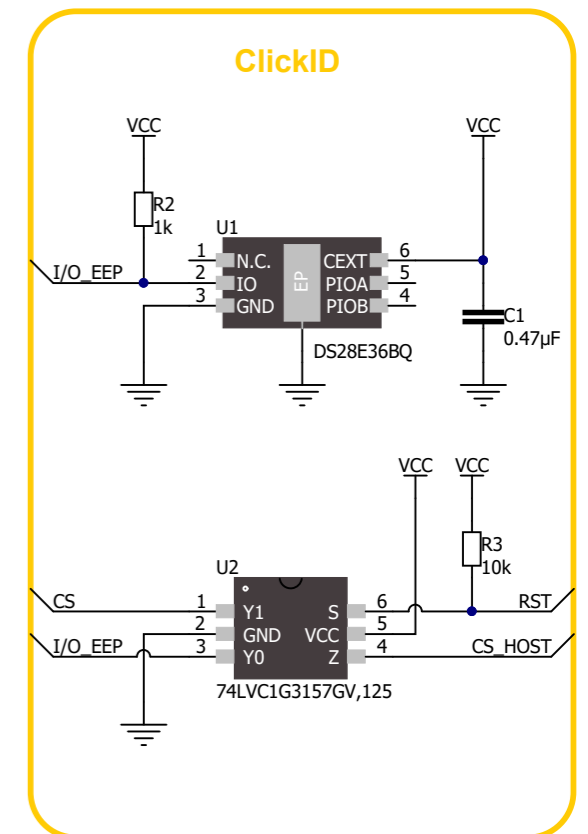 ClickID
VCC VCC
R2
1k
U1
1 N.C. CEXT 6
I/O_EEP 2 IO PIOA 5
3 GND EP PIOB 4
DS28E36BQ
C1
0.47µF
VCC VCC
R3
10k
U2
CS 1 Y1 S 6 RST
2 GND VCC 5
I/O_EEP 3 Y0 Z 4 CS_HOST
74LVC1G3157GV,125